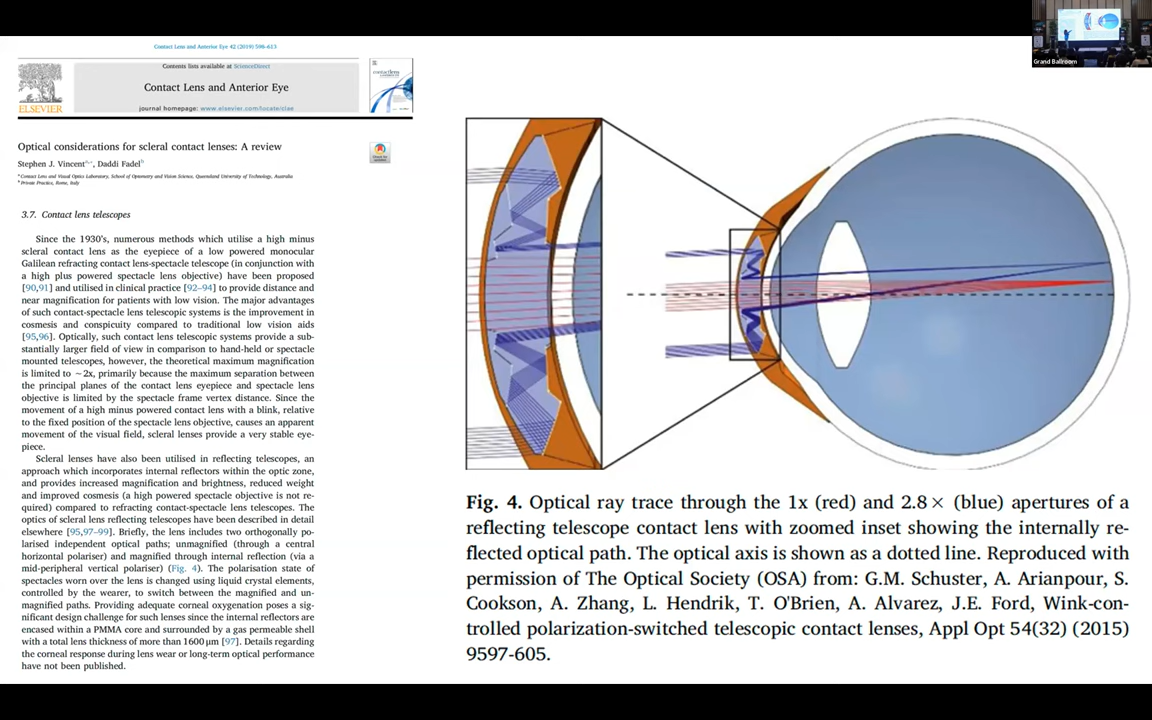 Contact Lens and Anterior Eye 42 (2019) 598–613
Contents lists available at ScienceDirect
Contact Lens and Anterior Eye
journal homepage: www.elsevier.com/locate/clae
ELSEVIER
Optical considerations for scleral contact lenses: A review
Stephen J. Vincent, Daddi Fadel
Contact Lens and Visual Optics Laboratory, School of Optometry and Vision Science, Queensland University of Technology, Australia
Private Practice, Rome, Italy
3.7. Contact lens telescopes
Since the 1930's, numerous methods which utilise a high minus
scleral contact lens as the eyepiece of a low powered monocular
Galilean refracting contact lens-spectacle telescope (in conjunction with
a high plus powered spectacle lens objective) have been proposed
[90,91] and utilised in clinical practice [92–94] to provide distance and
near magnification for patients with low vision. The major advantages
of such contact-spectacle lens telescopic systems is the improvement in
cosmesis and conspicuity compared to traditional low vision aids
[95,96]. Optically, such contact lens telescopic systems provide a sub-
stantially larger field of view in comparison to hand-held or spectacle
mounted telescopes, however, the theoretical maximum magnification
is limited to ~2x, primarily because the maximum separation between
the principal planes of the contact lens eyepiece and spectacle lens
objective is limited by the spectacle frame vertex distance. Since the
movement of a high minus powered contact lens with a blink, relative
to the fixed position of the spectacle lens objective, causes an apparent
movement of the visual field, scleral lenses provide a very stable eye-
piece.
Scleral lenses have also been utilised in reflecting telescopes, an
approach which incorporates internal reflectors within the optic zone,
and provides increased magnification and brightness, reduced weight
and improved cosmesis (a high powered spectacle objective is not re-
quired) compared to refracting contact-lens telescopes. The
optics of scleral lens reflecting telescopes have been described in detail
elsewhere [95,97–99]. Briefly, the lens includes two orthogonally po-
larised independent optical paths; unmagnified (through a central
horizontal polariser) and magnified through internal reflection (via a
mid-peripheral vertical polariser) (Fig. 4). The polarisation state of
spectacles worn over the lens is changed using liquid crystal elements,
controlled by the wearer, to switch between the magnified and un-
magnified paths. Providing adequate corneal oxygenation poses a sig-
nificant design challenge for such lenses since the internal reflectors are
encased within a PMMA core and surrounded by a gas permeable shell
with a total lens thickness of more than 1600 μm [97]. Details regarding
the corneal response during lens wear or long-term optical performance
have not been published.
Fig. 4. Optical ray trace through the 1x (red) and 2.8× (blue) apertures of a
reflecting telescope contact lens with zoomed inset showing the internally re-
flected optical path. The optical axis is shown as a dotted line. Reproduced with
permission of The Optical Society (OSA) from: G.M. Schuster, A. Arianpour, S.
Cookson, A. Zhang, L. Hendrik, T. O'Brien, A. Alvarez, J.E. Ford, Wink-con-
trolled polarization-switched telescopic contact lenses, Appl Opt 54(32) (2015)
9597-605.
Grand Ballroom